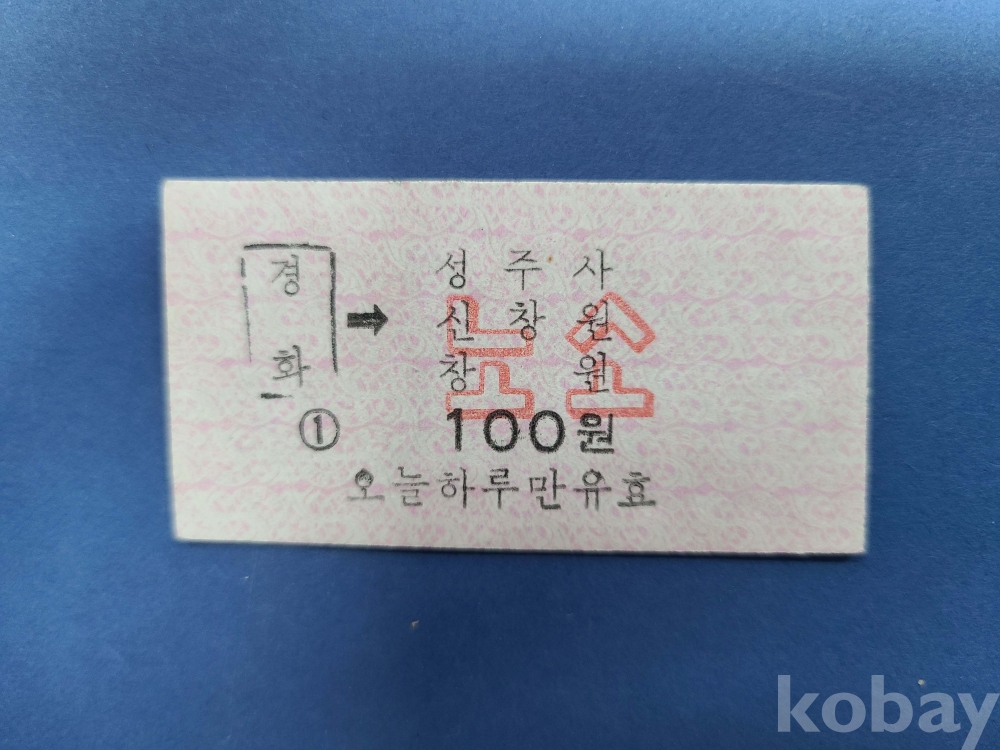 경화 ➡ 성주사
신창원
창원
① 100원
오늘하루만유효
노소
kobay